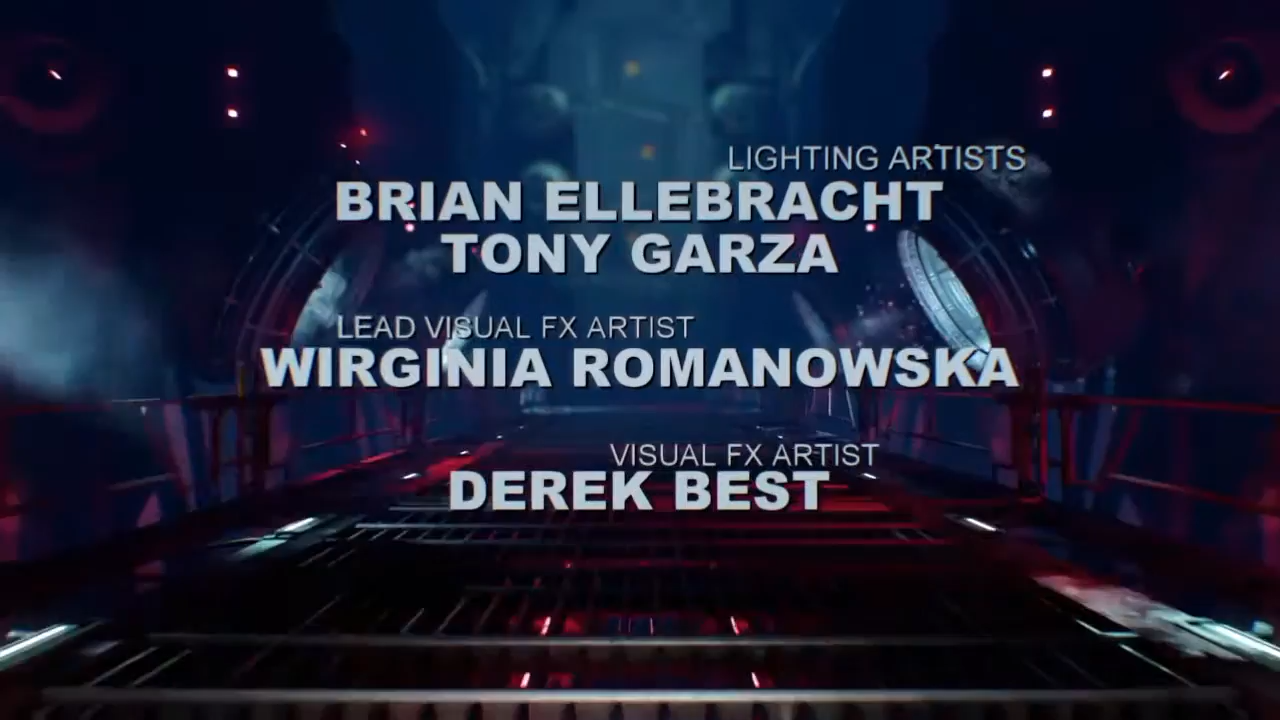 LIGHTING ARTISTS
BRIAN ELLEBRACHT
TONY GARZA
LEAD VISUAL FX ARTIST
WIRGINIA ROMANOWSKA
VISUAL FX ARTIST
DEREK BEST